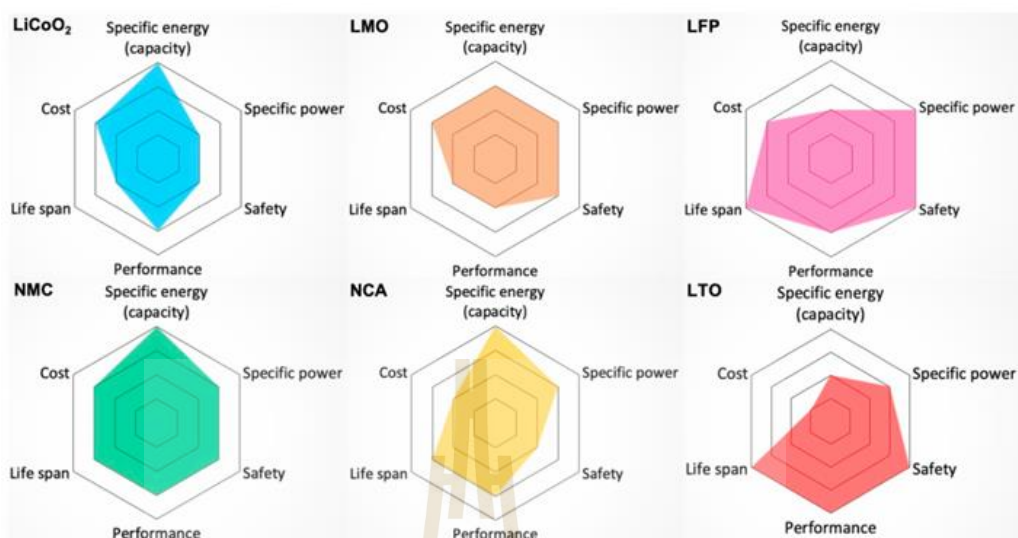 LiCoO₂
Specific energy
(capacity)
Cost
Specific power
Life span
Safety
Performance
LMO
Specific energy
(capacity)
Cost
Specific power
Life span
Safety
Performance
LFP
Specific energy
(capacity)
Cost
Specific power
Life span
Safety
Performance
NMC
Specific energy
(capacity)
Cost
Specific power
Life span
Safety
Performance
NCA
Specific energy
(capacity)
Cost
Specific power
Life span
Safety
Performance
LTO
Specific energy
(capacity)
Cost
Specific power
Life span
Safety
Performance